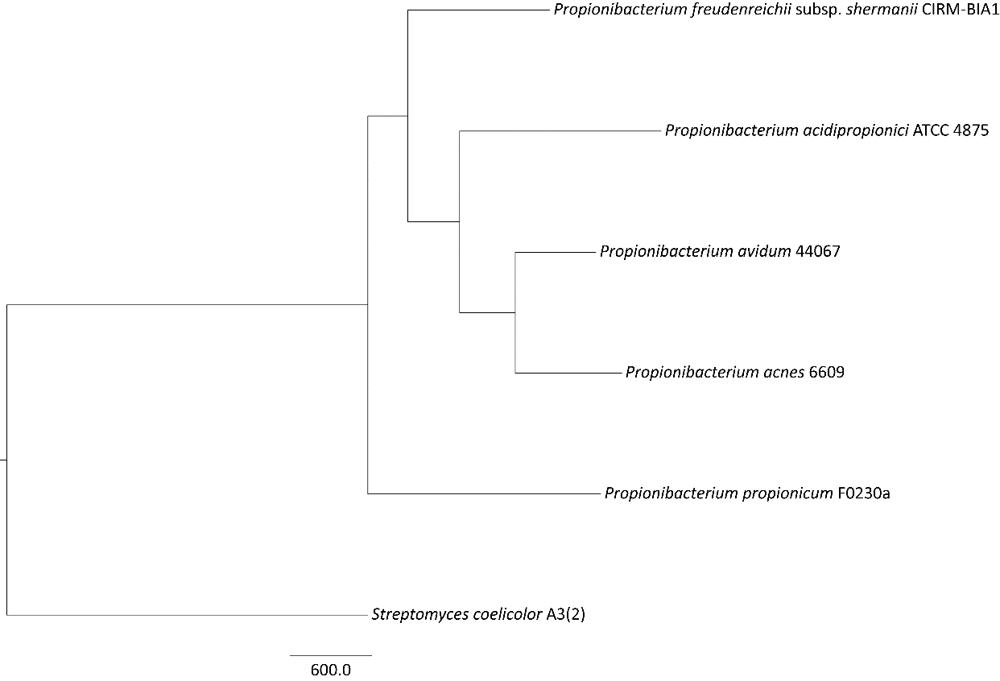 Propionibacterium freudenreichii subsp. shermanii CIRM-BIA1
Propionibacterium acidipropionici ATCC 4875
Propionibacterium avidum 44067
Propionibacterium acnes 6609
Propionibacterium propionicum F0230a
Streptomyces coelicolor A3(2)
600.0